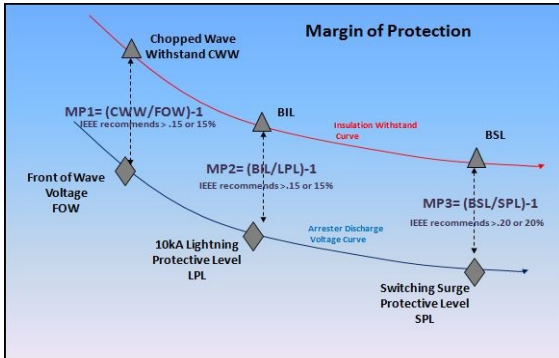 Margin of Protection
Chopped Wave
Withstand CWW
MP1= (CWW/FOW)-1
IEEE recommends > .15 or 15%
BIL
Insulation Withstand
Curve
BSL
Front of Wave
Voltage
FOW
MP2= (BIL/LPL)-1
IEEE recommends >.15 or 15%
MP3= (BSL/SPL)-1
IEEE recommends >.20 or 20%
10kA Lightning
Protective Level
LPL
Arrester Discharge
Voltage Curve
Switching Surge
Protective Level
SPL